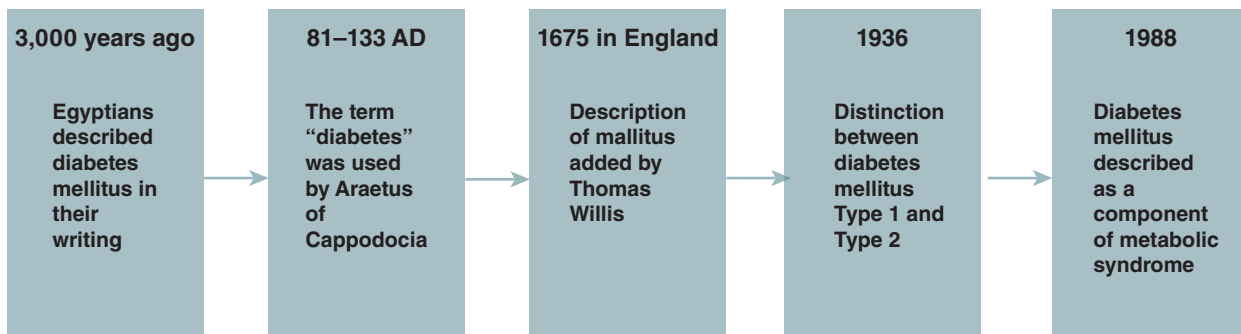 3,000 years ago
Egyptians
described
diabetes
mellitus in
their
writing
81–133 AD
The term
“diabetes”
was used
by Araetus
of
Cappodocia
1675 in England
Description
of mallitus
added by
Thomas
Willis
1936
Distinction
between
diabetes
mellitus
Type 1 and
Type 2
1988
Diabetes
mellitus
described
as a
component
of metabolic
syndrome